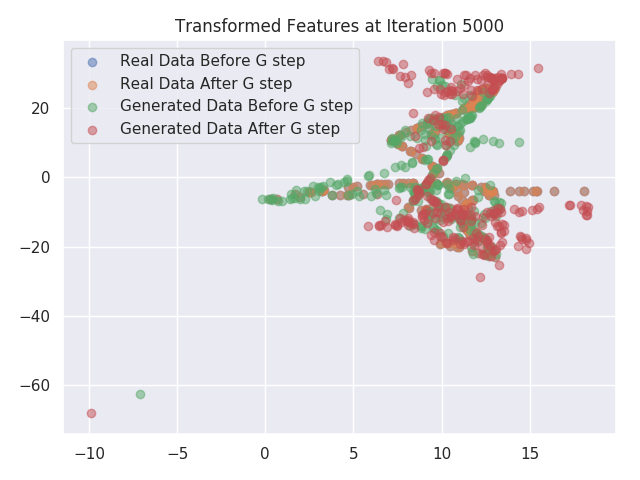 Transformed Features at Iteration 5000
Real Data Before G step
Real Data After G step
Generated Data Before G step
Generated Data After G step
20
0
−20
−40
−60
−10 −5 0 5 10 15